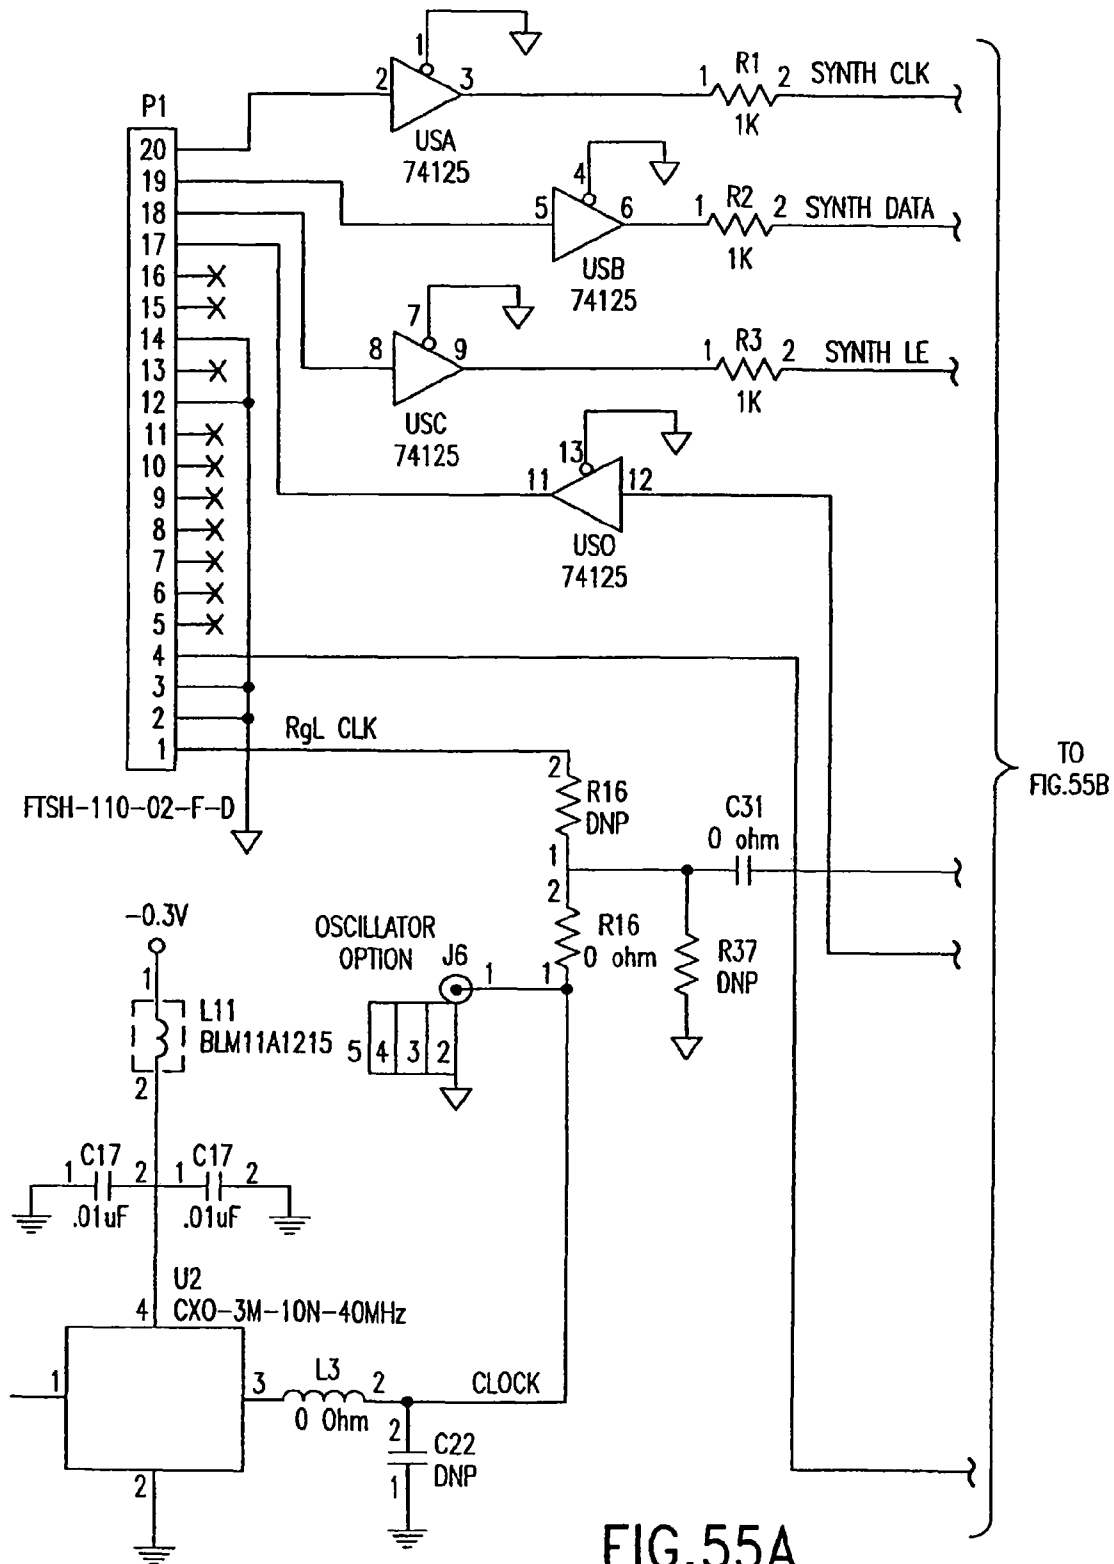 1
2 3
USA
74125
R1
1 2
1K
SYNTH CLK
P1
20
19
18
17
16
15
14
13
12
11
10
9
8
7
6
5
4
3
2
1
FTSH-110-02-F-D
4
5 6
USB
74125
R2
1 2
1K
SYNTH DATA
7
8 9
USC
74125
R3
1 2
1K
SYNTH LE
13
11 12
USO
74125
RgL CLK
2
R16
DNP
1
C31
0 ohm
2
R16
0 ohm
1
R37
DNP
TO
FIG.55B
OSCILLATOR
OPTION
J6
1
5 4 3 2
-0.3V
1
L11
BLM11A1215
2
C17
1 2
.01uF
C17
1 2
.01uF
U2
CXO-3M-10N-40MHz
4
1
3
2
L3
2
0 Ohm
CLOCK
2
C22
DNP
1
FIG.55A